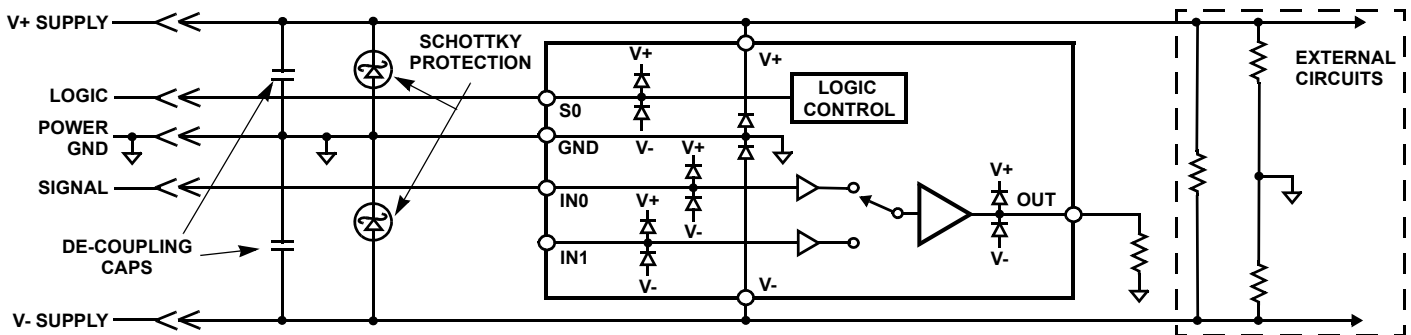 V+ SUPPLY
LOGIC
POWER
GND
SIGNAL
DE-COUPLING
CAPS
V- SUPPLY
SCHOTTKY
PROTECTION
V+
S0
V-
GND
V+
IN0
V-
V+
IN1
V-
V+
LOGIC
CONTROL
V+
OUT
V-
V-
EXTERNAL
CIRCUITS